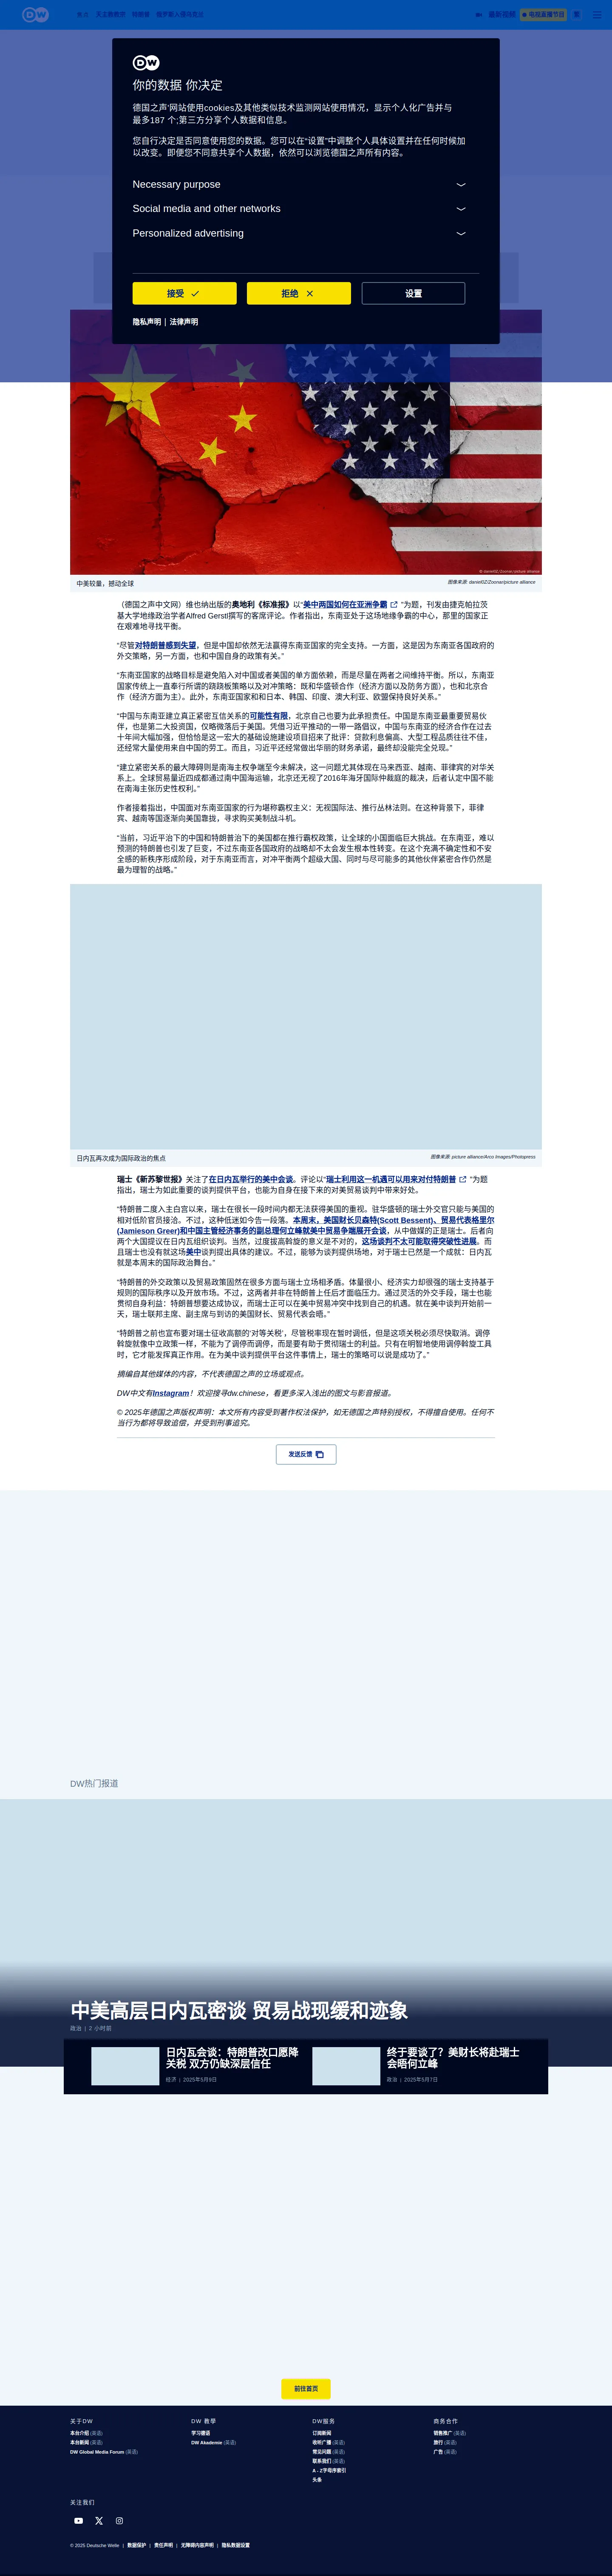 DW
政治
天主教教宗
特朗普
俄罗斯入侵乌克兰
最新视频
电视直播节目
DW
你的数据 你决定
德国之声'网站使用cookies及其他类似技术监测网站使用情况，显示个人化广告并与
最多187 个;第三方分享个人数据和信息。
您自行决定是否同意使用您的数据。您可以在“设置”中调整个人具体设置并在任何时候加
以改变。即便您不同意共享个人数据，依然可以浏览德国之声所有内容。
Necessary purpose
Social media and other networks
Personalized advertising
接受
拒绝
设置
隐私声明 | 法律声明
© daniel0Z/Zoonar/picture alliance
中美较量，撼动全球
图像来源: daniel0Z/Zoonar/picture alliance
（德国之声中文网）维也纳出版的奥地利《标准报》以“美中两国如何在亚洲争霸 ”为题，刊发由捷克帕拉茨
基大学地缘政治学者Alfred Gerstl撰写的客席评论。作者指出，东南亚处于这场地缘争霸的中心，那里的国家正
在艰难地寻找平衡。
“尽管对特朗普感到失望，但是中国却依然无法赢得东南亚国家的完全支持。一方面，这是因为东南亚各国政府的
外交策略，另一方面，也和中国自身的政策有关。”
“东南亚国家的战略目标是避免陷入对中国或者美国的单方面依赖，而是尽量在两者之间维持平衡。所以，东南亚
国家传统上一直奉行所谓的跷跷板策略以及对冲策略：既和华盛顿合作（经济方面以及防务方面），也和北京合
作（经济方面为主）。此外，东南亚国家和和日本、韩国、印度、澳大利亚、欧盟保持良好关系。”
“中国与东南亚建立真正紧密互信关系的可能性有限，北京自己也要为此承担责任。中国是东南亚最重要贸易伙
伴，也是第二大投资国，仅略微落后于美国。凭借习近平推动的一带一路倡议，中国与东南亚的经济合作在过去
十年间大幅加强，但恰恰是这一宏大的基础设施建设项目招来了批评：贷款利息偏高、大型工程品质往往不佳，
还经常大量使用来自中国的劳工。而且，习近平还经常做出华丽的财务承诺，最终却没能完全兑现。”
“建立紧密关系的最大障碍则是南海主权争端至今未解决，这一问题尤其体现在马来西亚、越南、菲律宾的对华关
系上。全球贸易量近四成都通过南中国海运输，北京还无视了2016年海牙国际仲裁庭的裁决，后者认定中国不能
在南海主张历史性权利。”
作者接着指出，中国面对东南亚国家的行为堪称霸权主义：无视国际法、推行丛林法则。在这种背景下，菲律
宾、越南等国逐渐向美国靠拢，寻求购买美制战斗机。
“当前，习近平治下的中国和特朗普治下的美国都在推行霸权政策，让全球的小国面临巨大挑战。在东南亚，难以
预测的特朗普也引发了巨变，不过东南亚各国政府的战略却不太会发生根本性转变。在这个充满不确定性和不安
全感的新秩序形成阶段，对于东南亚而言，对冲平衡两个超级大国、同时与尽可能多的其他伙伴紧密合作仍然是
最为理智的战略。”
日内瓦再次成为国际政治的焦点
图像来源: picture alliance/Arco Images/Photopress
瑞士《新苏黎世报》关注了在日内瓦举行的美中会谈。评论以“瑞士利用这一机遇可以用来对付特朗普 ”为题
指出，瑞士为如此重要的谈判提供平台，也能为自身在接下来的对美贸易谈判中带来好处。
“特朗普二度入主白宫以来，瑞士在很长一段时间内都无法获得美国的重视。驻华盛顿的瑞士外交官只能与美国的
相对低阶官员接洽。不过，这种低迷如今告一段落。本周末，美国财长贝森特(Scott Bessent)、贸易代表格里尔
(Jamieson Greer)和中国主管经济事务的副总理何立峰就美中贸易争端展开会谈，从中做媒的正是瑞士。后者向
两个大国提议在日内瓦组织会谈。当然，过度拔高斡旋的意义是不对的，这场谈判不太可能取得突破性进展。而
且瑞士也没有就这场美中谈判提出具体的建议。不过，能够为谈判提供场地，对于瑞士已然是一个成就：日内瓦
就是本周末的国际政治舞台。”
“特朗普的外交政策以及贸易政策固然在很多方面与瑞士立场相矛盾。体量很小、经济实力却很强的瑞士支持基于
规则的国际秩序以及开放市场。不过，这两者并非在特朗普上任后才面临压力。通过灵活的外交手段，瑞士也能
贯彻自身利益：特朗普想要达成协议，而瑞士正可以在美中贸易冲突中找到自己的机遇。就在美中谈判开始前一
天，瑞士联邦主席、副主席与到访的美国财长、贸易代表会晤。”
“特朗普之前也宣布要对瑞士征收高额的'对等关税'，尽管税率现在暂时调低，但是这项关税必须尽快取消。调停
斡旋就像中立政策一样，不能为了调停而调停，而是要有助于贯彻瑞士的利益。只有在明智地使用调停斡旋工具
时，它才能发挥真正作用。在为美中谈判提供平台这件事情上，瑞士的策略可以说是成功了。”
摘编自其他媒体的内容，不代表德国之声的立场或观点。
DW中文有Instagram！欢迎搜寻dw.chinese，看更多深入浅出的图文与影音报道。
© 2025年德国之声版权声明：本文所有内容受到著作权法保护，如无德国之声特别授权，不得擅自使用。任何不
当行为都将导致追偿，并受到刑事追究。
发送反馈
DW热门报道
中美高层日内瓦密谈 贸易战现缓和迹象
政治 | 2 小时前
日内瓦会谈：特朗普改口愿降
关税 双方仍缺深层信任
经济 | 2025年5月9日
终于要谈了？美财长将赴瑞士
会晤何立峰
政治 | 2025年5月7日
前往首页
关于DW
本台介绍 (英语)
本台新闻 (英语)
DW Global Media Forum (英语)
DW 教學
学习德语
DW Akademie (英语)
DW服务
订阅新闻
收听广播 (英语)
常见问题 (英语)
联系我们 (英语)
A - Z字母序索引
头条
商务合作
销售推广 (英语)
旅行 (英语)
广告 (英语)
关注我们
© 2025 Deutsche Welle | 数据保护 | 责任声明 | 无障碍内容声明 | 隐私数据设置